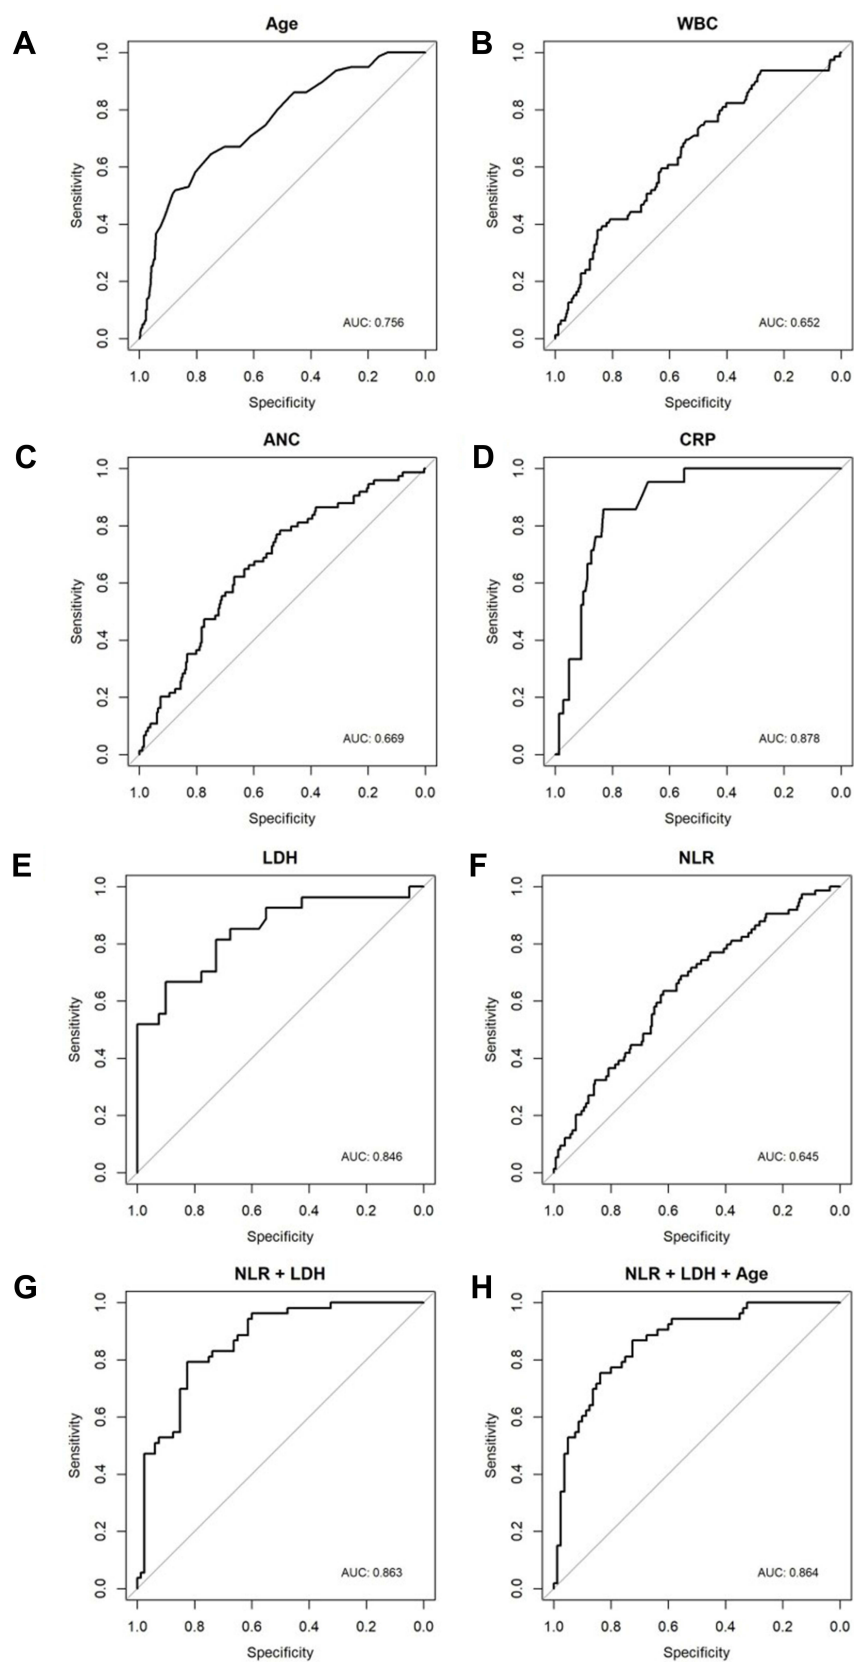 A
Age
Sensitivity
0.0 0.2 0.4 0.6 0.8 1.0
AUC: 0.756
1.0 0.8 0.6 0.4 0.2 0.0
Specificity
B
WBC
Sensitivity
0.0 0.2 0.4 0.6 0.8 1.0
AUC: 0.652
1.0 0.8 0.6 0.4 0.2 0.0
Specificity
C
ANC
Sensitivity
0.0 0.2 0.4 0.6 0.8 1.0
AUC: 0.669
1.0 0.8 0.6 0.4 0.2 0.0
Specificity
D
CRP
Sensitivity
0.0 0.2 0.4 0.6 0.8 1.0
AUC: 0.878
1.0 0.8 0.6 0.4 0.2 0.0
Specificity
E
LDH
Sensitivity
0.0 0.2 0.4 0.6 0.8 1.0
AUC: 0.846
1.0 0.8 0.6 0.4 0.2 0.0
Specificity
F
NLR
Sensitivity
0.0 0.2 0.4 0.6 0.8 1.0
AUC: 0.645
1.0 0.8 0.6 0.4 0.2 0.0
Specificity
G
NLR + LDH
Sensitivity
0.0 0.2 0.4 0.6 0.8 1.0
AUC: 0.863
1.0 0.8 0.6 0.4 0.2 0.0
Specificity
H
NLR + LDH + Age
Sensitivity
0.0 0.2 0.4 0.6 0.8 1.0
AUC: 0.864
1.0 0.8 0.6 0.4 0.2 0.0
Specificity